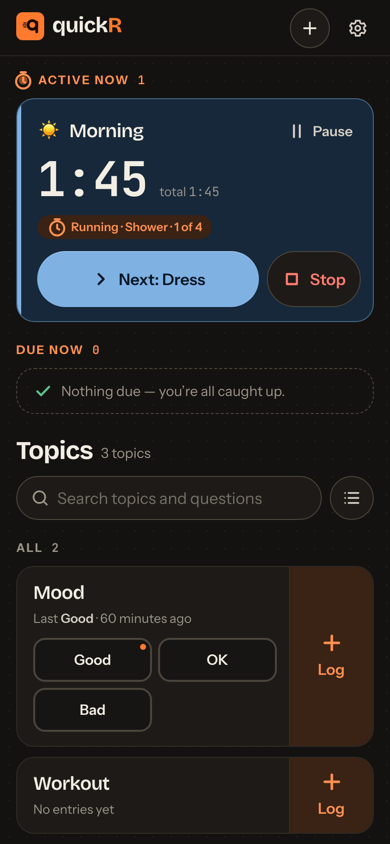 quickR
ACTIVE NOW 1
Morning
Pause
1:45 total 1:45
Running · Shower · 1 of 4
Next: Dress
Stop
DUE NOW 0
Nothing due — you’re all caught up.
Topics 3 topics
Search topics and questions
ALL 2
Mood
Last Good · 60 minutes ago
Good
OK
Bad
Log
Workout
No entries yet
Log